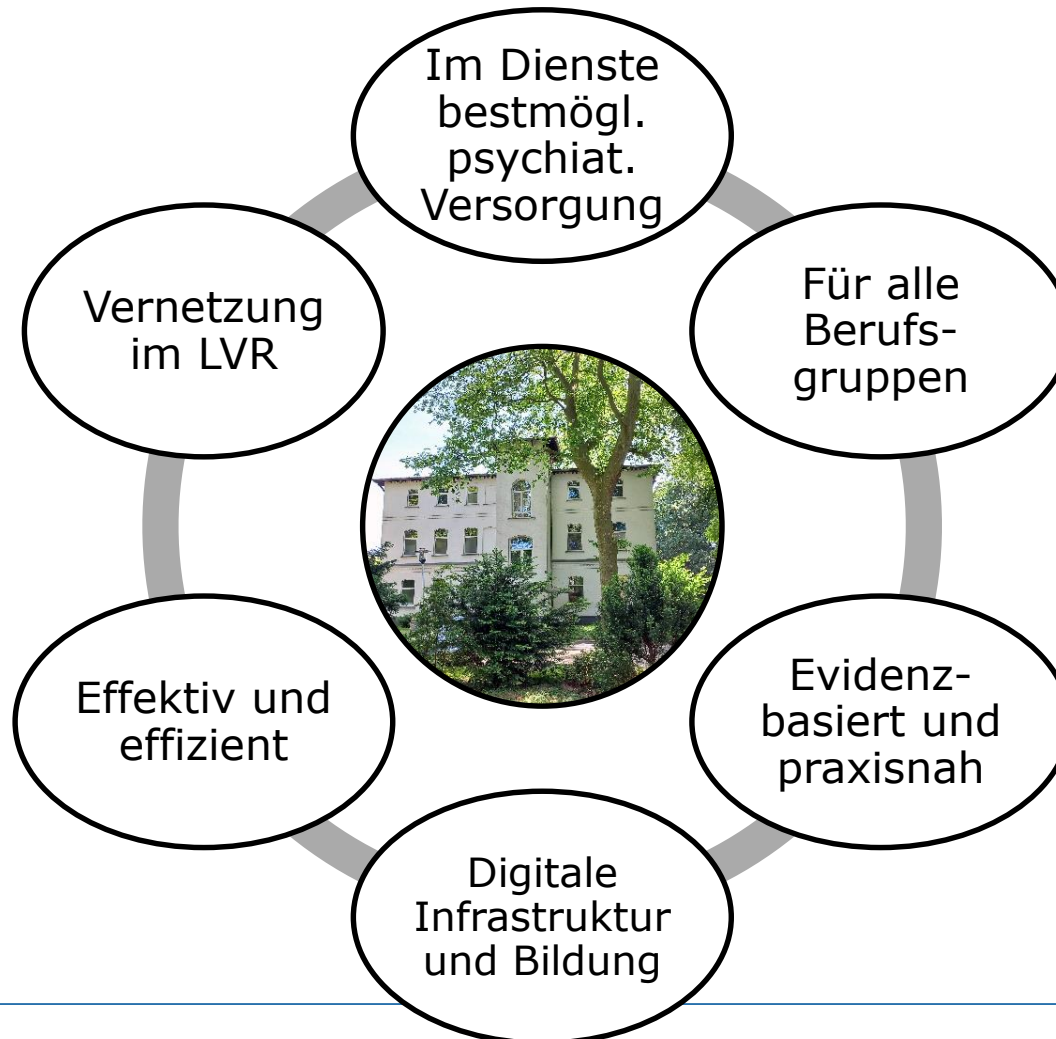 Im Dienste
bestmögl.
psychiat.
Versorgung
Für alle
Berufs-
gruppen
Evidenz-
basiert und
praxisnah
Digitale
Infrastruktur
und Bildung
Effektiv und
effizient
Vernetzung
im LVR